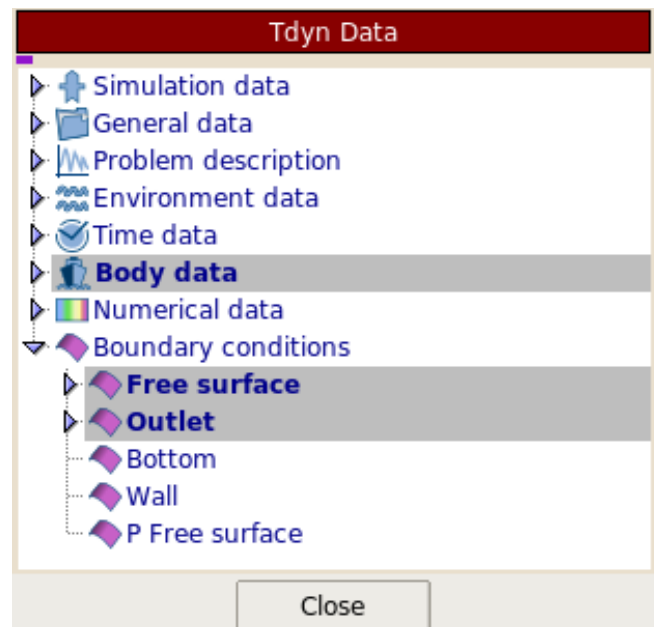 Tdyn Data
Simulation data
General data
Problem description
Environment data
Time data
Body data
Numerical data
Boundary conditions
Free surface
Outlet
Bottom
Wall
P Free surface
Close